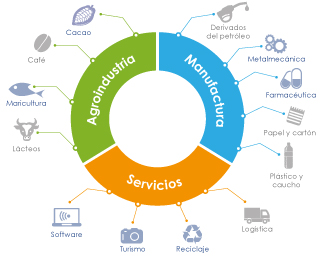 Cacao
Café
Maricultura
Lácteos
Agroindustria
Manufactura
Servicios
Derivados
del petróleo
Metalmecánica
Farmacéutica
Papel y cartón
Plástico y
caucho
Software
Turismo
Reciclaje
Logística